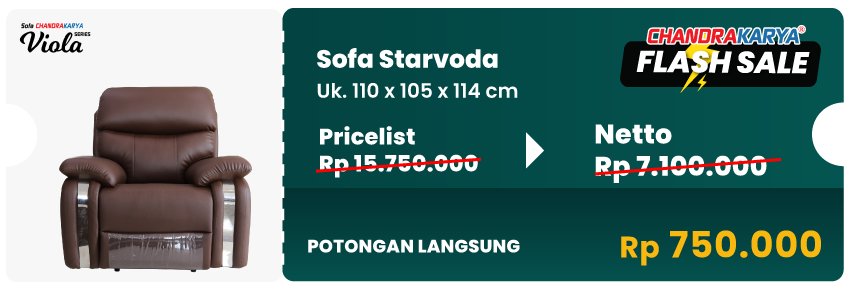 Sofa CHANDRAKARYA
Viola SERIES
Sofa Starvoda
Uk. 110 x 105 x 114 cm
CHANDRAKARYA®
FLASH SALE
Pricelist
Rp 15.750.000
Netto
Rp 7.100.000
POTONGAN LANGSUNG
Rp 750.000